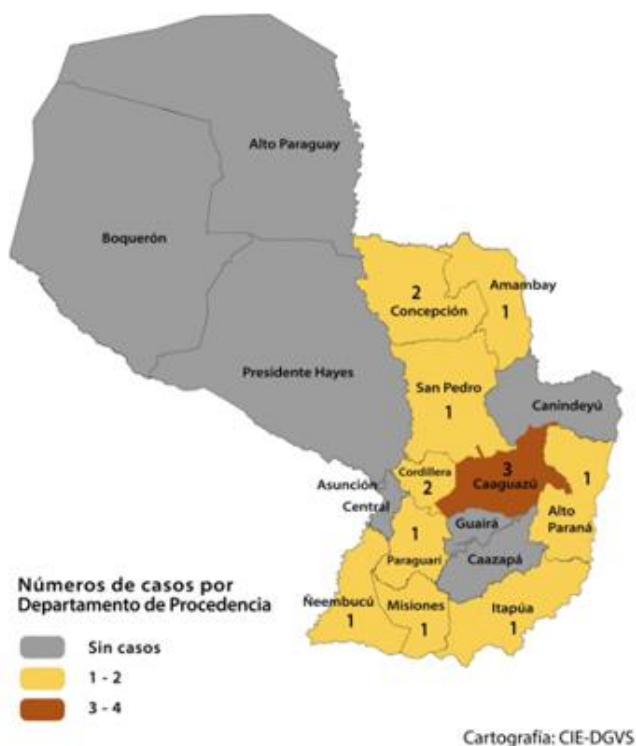 Alto Paraguay
Boquerón
2
Concepción
Amambay
1
Presidente Hayes
San Pedro
1
Canindeyú
Cordillera
2
3
Caaguazú
1
Alto
Paraná
Asunción
Central
Guairá
1
Paraguarí
Caazapá
Ñeembucú
1
Misiones
1
Itapúa
1
Números de casos por
Departamento de Procedencia
Sin casos
1 - 2
3 - 4
Cartografía: CIE-DGVS